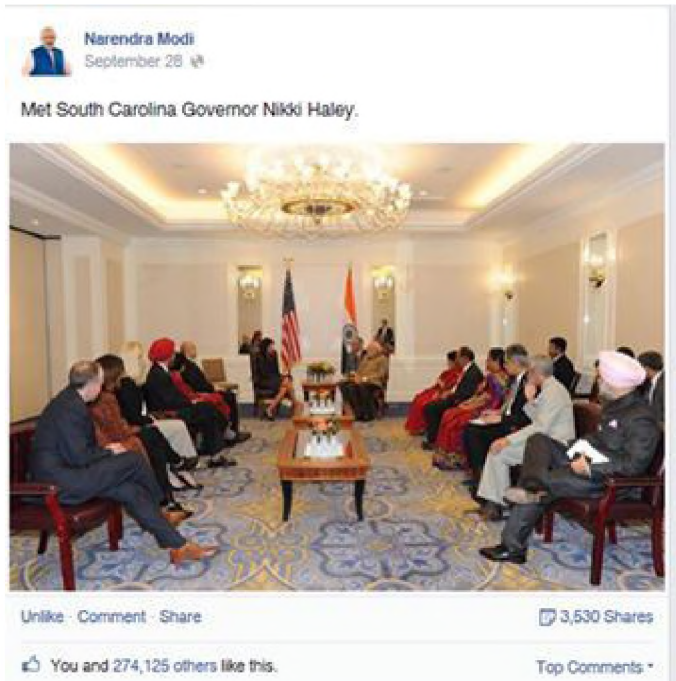 Narendra Modi
September 28
Met South Carolina Governor Nikki Haley.
Unlike · Comment · Share
3,530 Shares
You and 274,125 others like this.
Top Comments